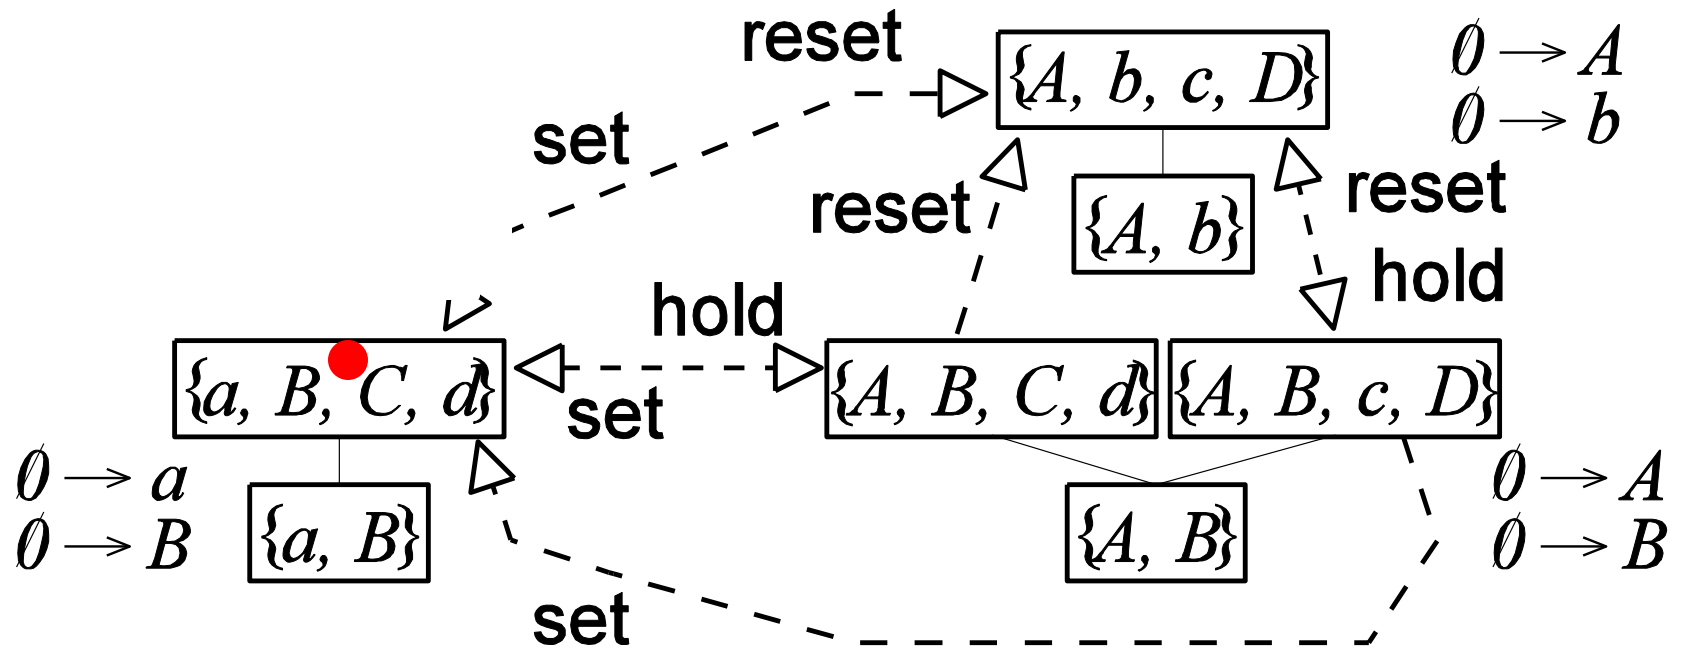 reset
{A, b, c, D}
∅ → A
∅ → b
set
reset
{A, b}
reset
hold
hold
set
{a, B, C, d}
{A, B, C, d}
{A, B, c, D}
∅ → a
∅ → B
{a, B}
{A, B}
∅ → A
∅ → B
set